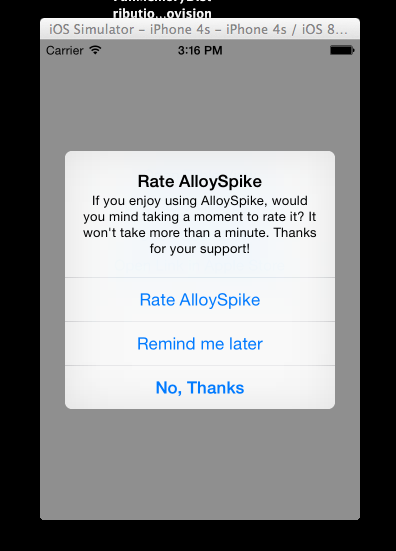 ributio...ovision
iOS Simulator – iPhone 4s – iPhone 4s / iOS 8...
Carrier
3:16 PM
Rate AlloySpike
If you enjoy using AlloySpike, would
you mind taking a moment to rate it? It
won't take more than a minute. Thanks
for your support!
Rate AlloySpike
Remind me later
No, Thanks